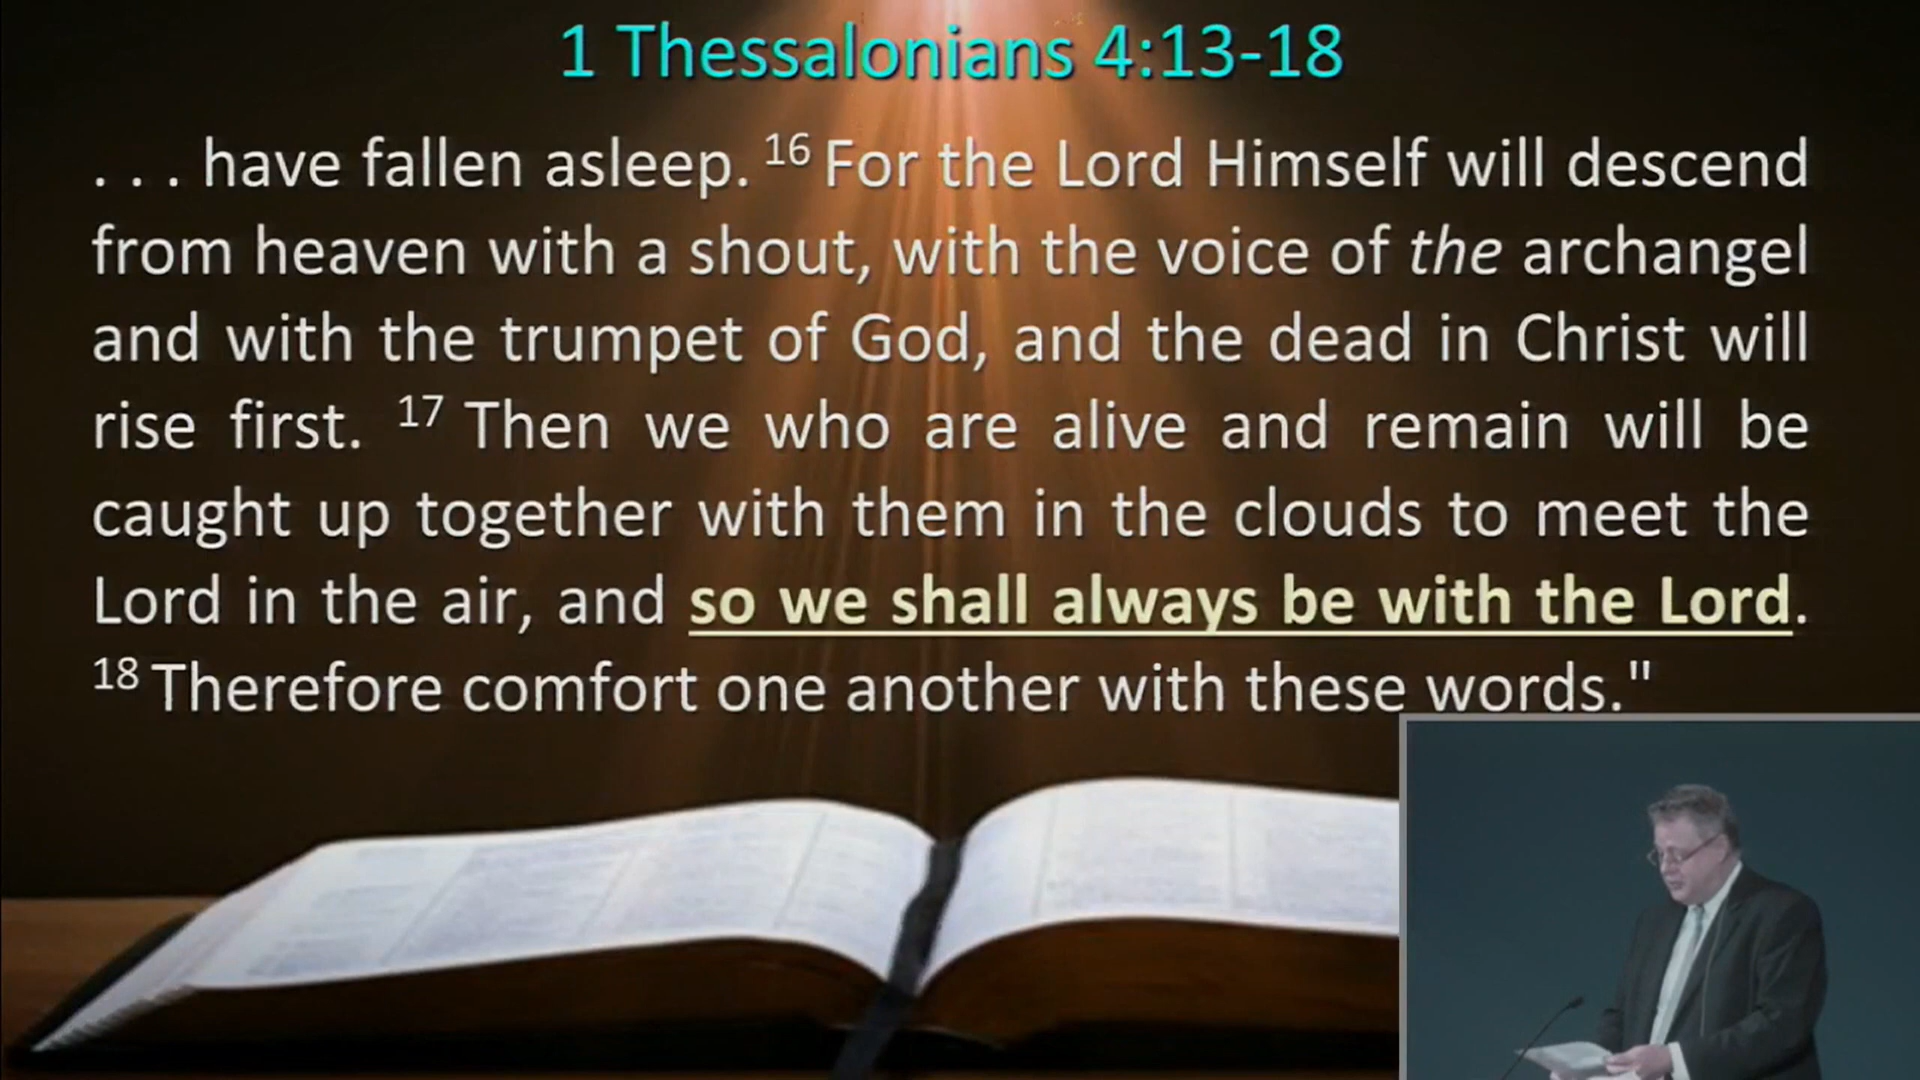 1 Thessalonians 4:13-18
. . . have fallen asleep. 16 For the Lord Himself will descend
from heaven with a shout, with the voice of the archangel
and with the trumpet of God, and the dead in Christ will
rise first. 17 Then we who are alive and remain will be
caught up together with them in the clouds to meet the
Lord in the air, and so we shall always be with the Lord.
18 Therefore comfort one another with these words."